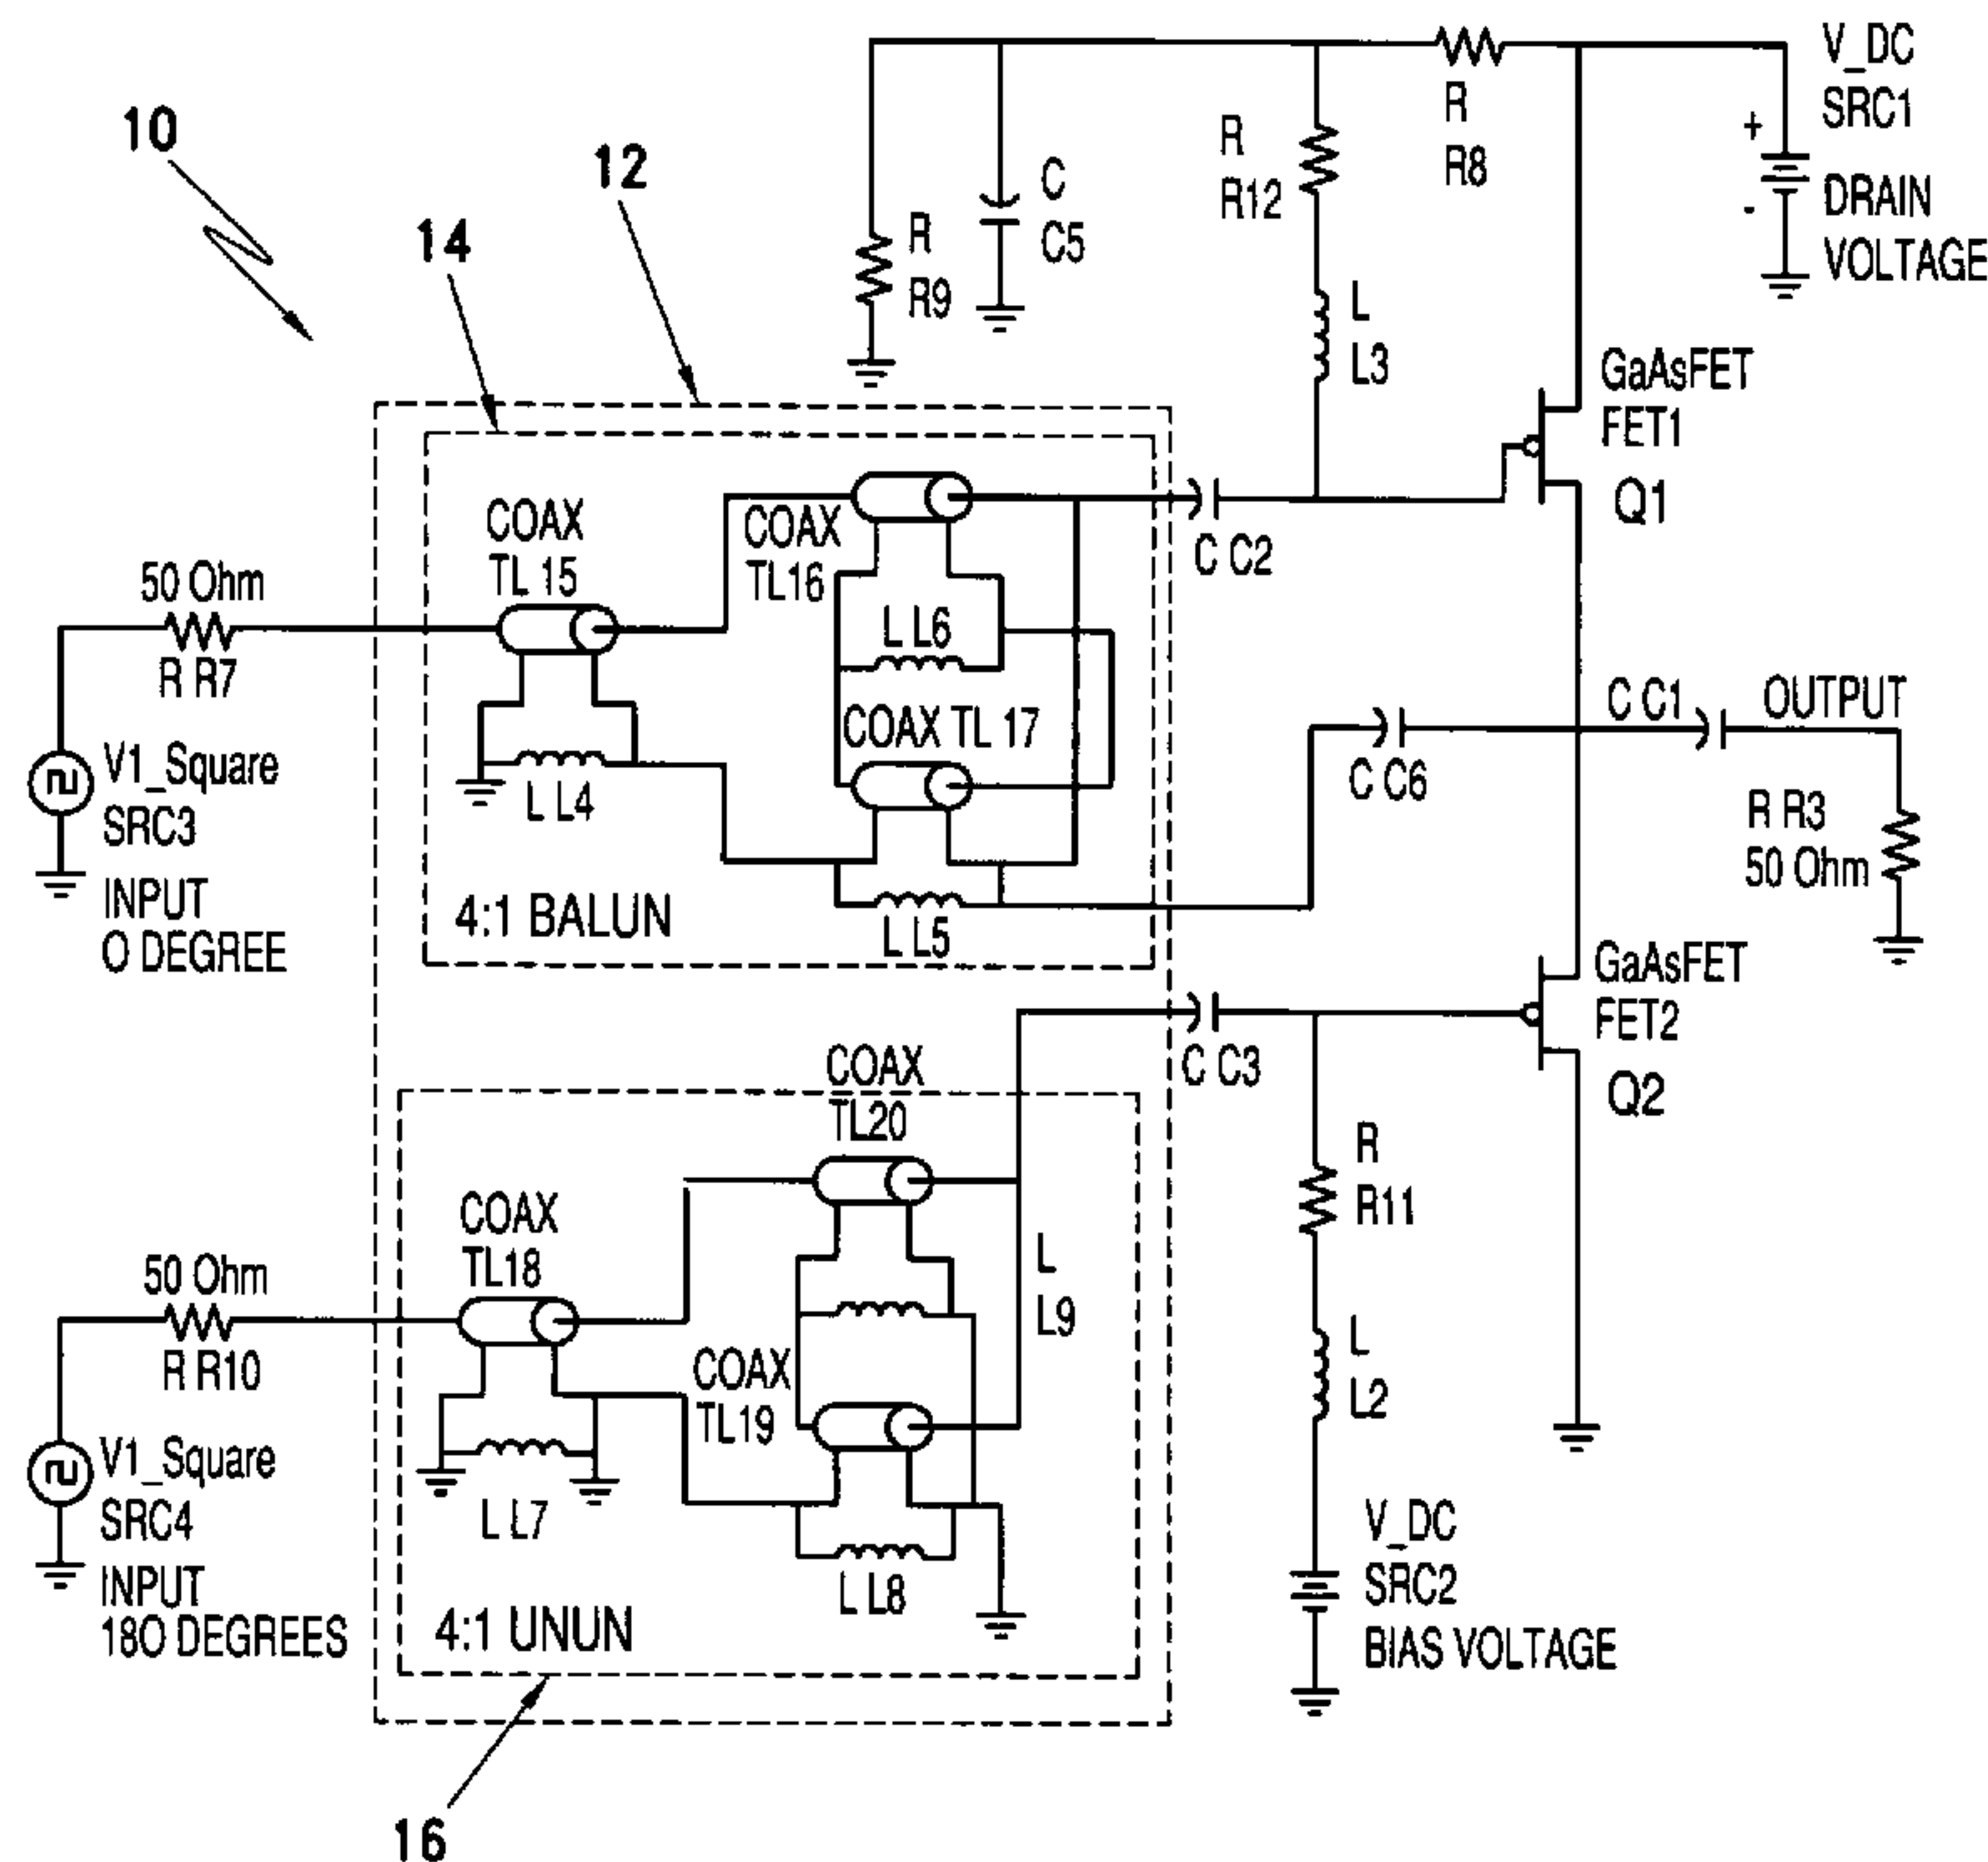 V_DC
SRC1
+
-
DRAIN
VOLTAGE
R
R8
R
R12
C
C5
R
R9
L
L3
10
12
14
GaAsFET
FET1
Q1
COAX
TL 15
COAX
TL16
C C2
50 Ohm
R R7
L L6
COAX TL 17
C C1
OUTPUT
V1_Square
SRC3
L L4
C C6
R R3
50 Ohm
INPUT
O DEGREE
4:1 BALUN
L L5
GaAsFET
FET2
Q2
C C3
COAX
TL20
R
R11
COAX
TL18
L
L9
50 Ohm
R R10
COAX
TL19
L
L2
V1_Square
SRC4
L L7
INPUT
18O DEGREES
L L8
4:1 UNUN
V_DC
SRC2
BIAS VOLTAGE
16